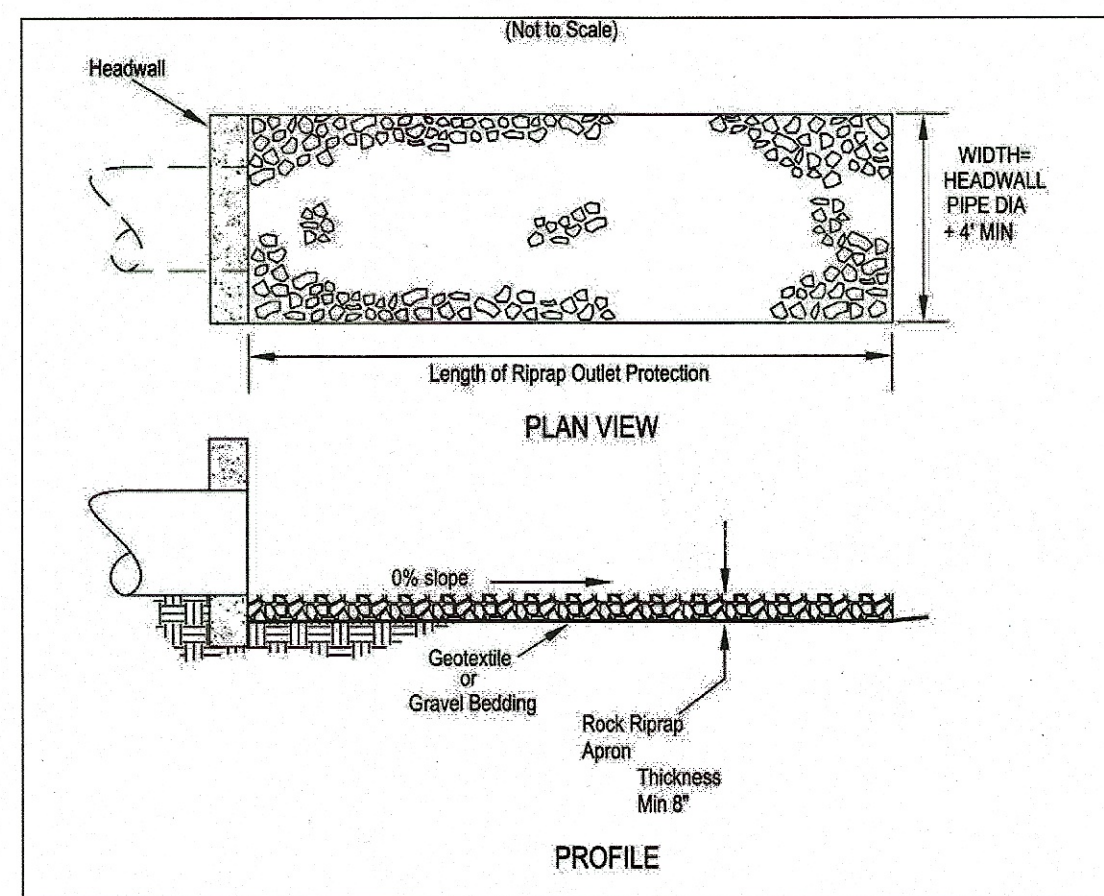 (Not to Scale)
Headwall
WIDTH=
HEADWALL
PIPE DIA
+ 4' MIN
Length of Riprap Outlet Protection
PLAN VIEW
0% slope
Geotextile
or
Gravel Bedding
Rock Riprap
Apron
Thickness
Min 8"
PROFILE